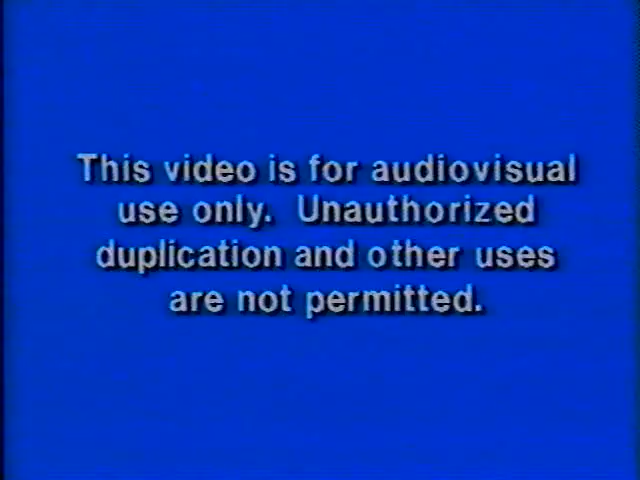 This video is for audiovisual
use only. Unauthorized
duplication and other uses
are not permitted.